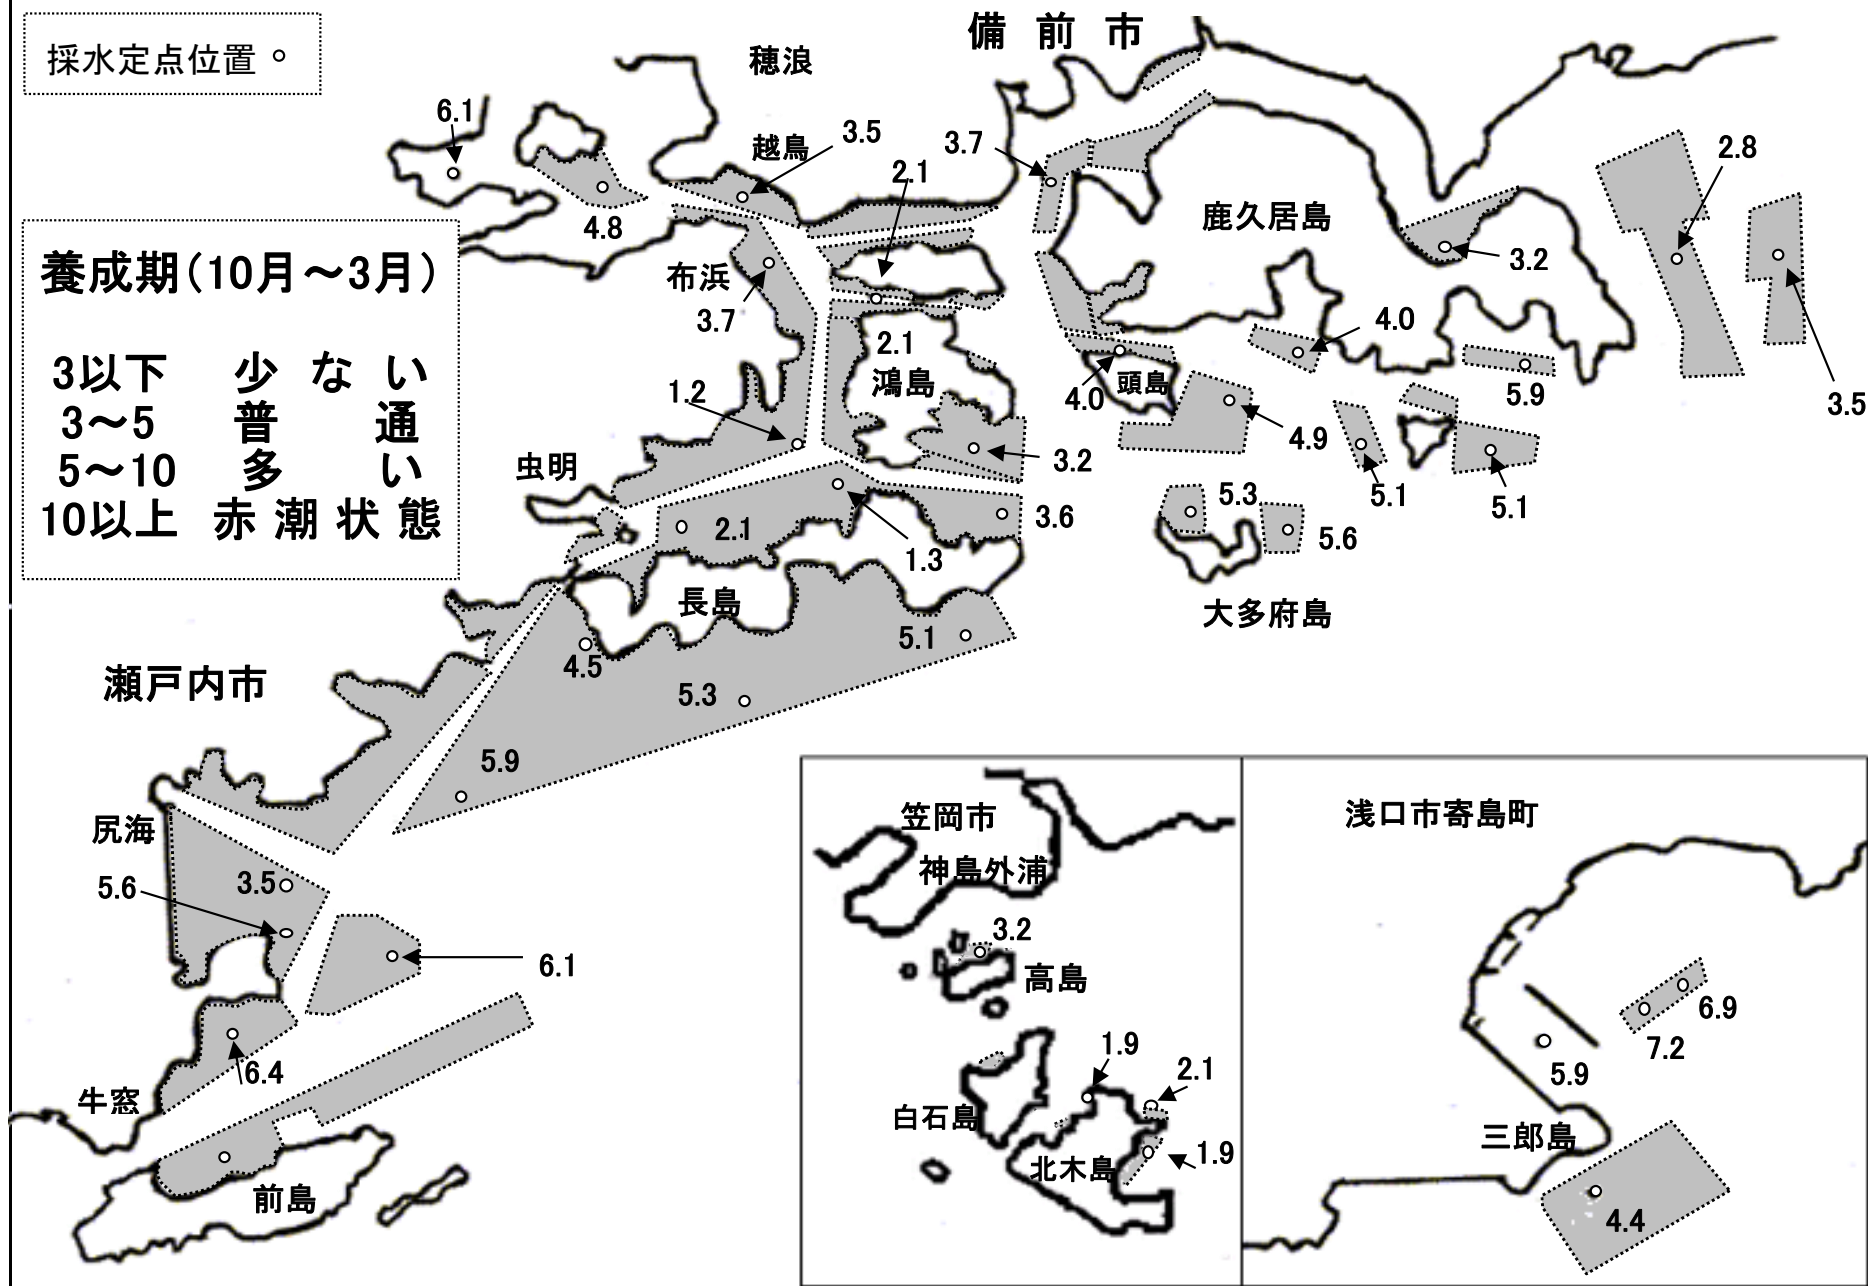 採水定点位置
備前市
穂浪
6.1
越鳥
3.5
3.7
2.1
2.8
4.8
鹿久居島
3.2
養成期(10月～3月)
3以下 少ない
3～5 普通
5～10 多い
10以上 赤潮状態
布浜
3.7
2.1
鴻島
4.0
頭島
4.0
5.9
3.5
1.2
4.9
3.2
虫明
5.1
5.1
5.3
5.6
3.6
2.1
1.3
長島
大多府島
4.5
5.1
瀬戸内市
5.3
5.9
尻海
5.6
3.5
6.1
6.4
牛窓
前島
笠岡市
神島外浦
3.2
高島
1.9
2.1
白石島
北木島
1.9
浅口市寄島町
6.9
7.2
5.9
三郎島
4.4